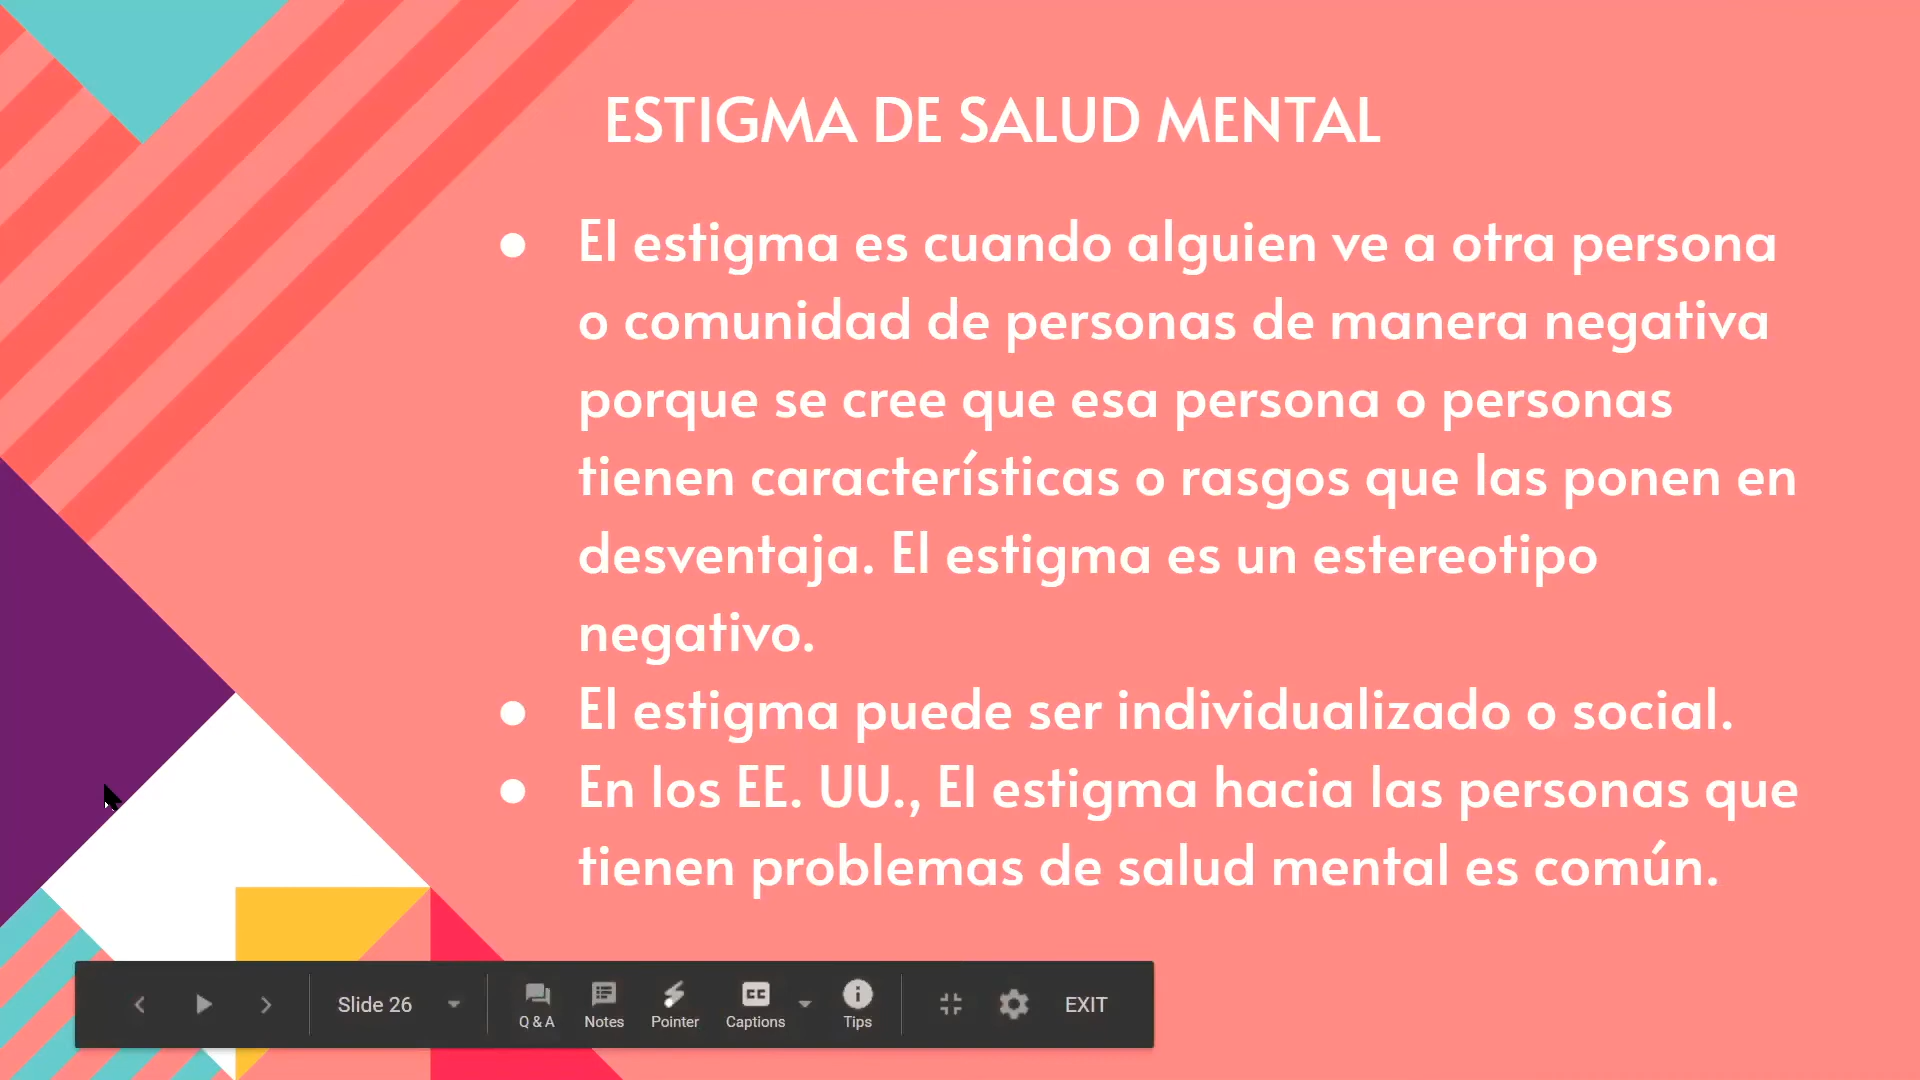 ESTIGMA DE SALUD MENTAL
● El estigma es cuando alguien ve a otra persona
o comunidad de personas de manera negativa
porque se cree que esa persona o personas
tienen características o rasgos que las ponen en
desventaja. El estigma es un estereotipo
negativo.
● El estigma puede ser individualizado o social.
● En los EE. UU., El estigma hacia las personas que
tienen problemas de salud mental es común.
Slide 26
Q & A
Notes
Pointer
CC
Captions
Tips
EXIT